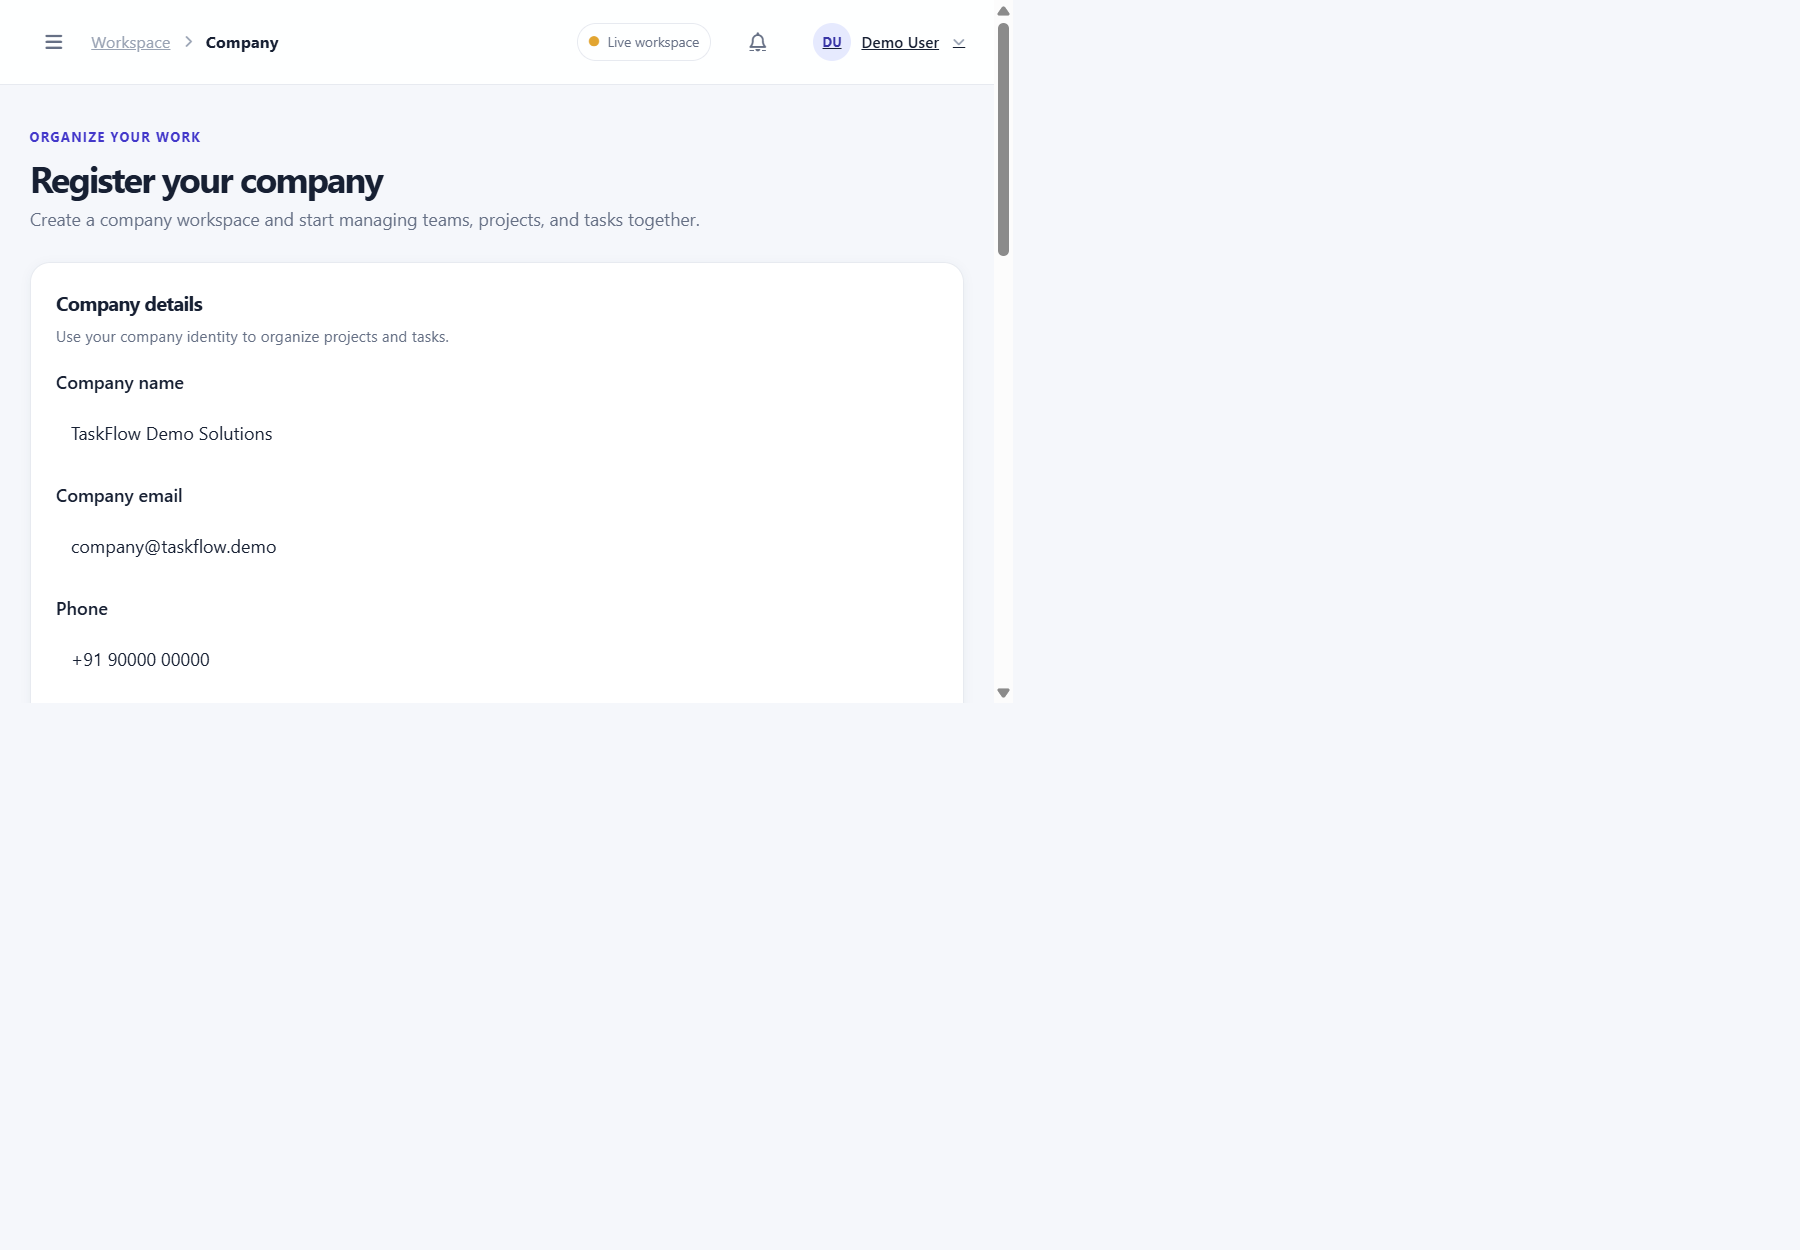 Workspace > Company
Live workspace
DU Demo User
ORGANIZE YOUR WORK
Register your company
Create a company workspace and start managing teams, projects, and tasks together.
Company details
Use your company identity to organize projects and tasks.
Company name
TaskFlow Demo Solutions
Company email
company@taskflow.demo
Phone
+91 90000 00000